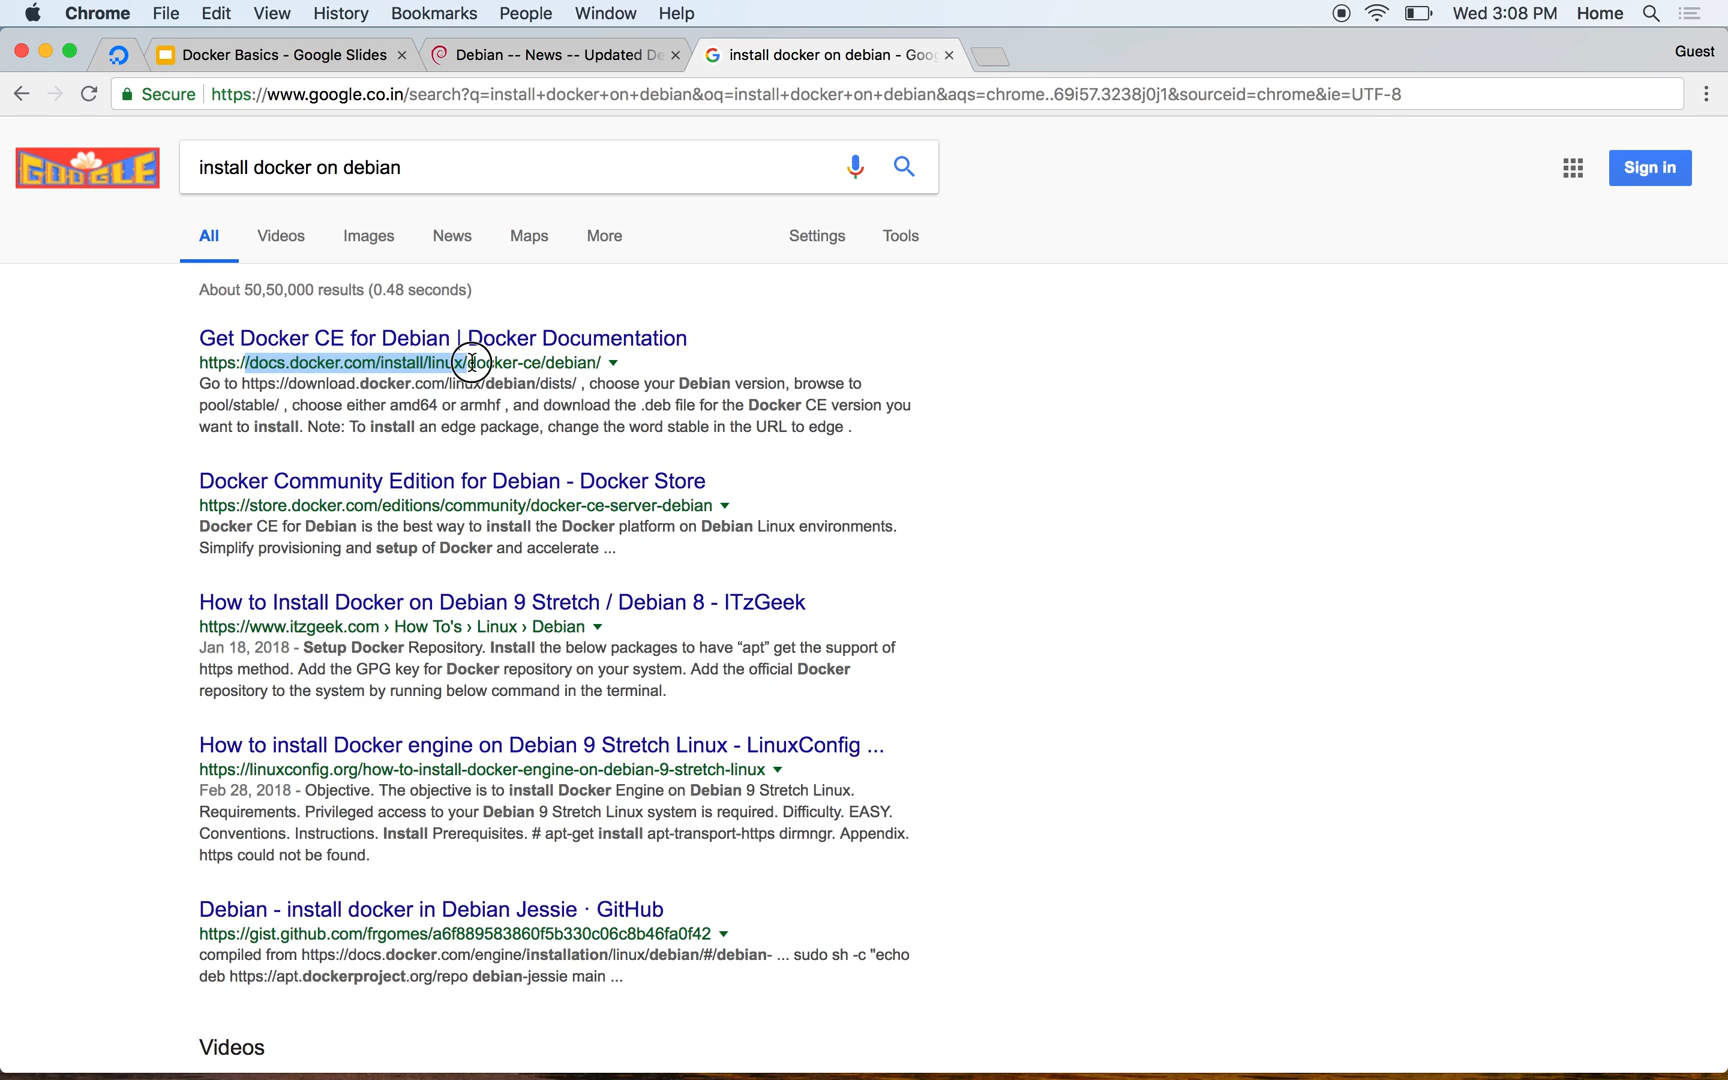 Chrome File Edit View History Bookmarks People Window Help Wed 3:08 PM Home
Docker Basics - Google Slides Debian -- News -- Updated De install docker on debian - Goog Guest
Secure https://www.google.co.in/search?q=install+docker+on+debian&oq=install+docker+on+debian&aqs=chrome..69i57.3238j0j1&sourceid=chrome&ie=UTF-8
GOOGLE install docker on debian Sign in
All Videos Images News Maps More Settings Tools
About 50,50,000 results (0.48 seconds)
Get Docker CE for Debian | Docker Documentation
https://docs.docker.com/install/linux/docker-ce/debian/
Go to https://download.docker.com/linux/debian/dists/ , choose your Debian version, browse to
pool/stable/ , choose either amd64 or armhf , and download the .deb file for the Docker CE version you
want to install. Note: To install an edge package, change the word stable in the URL to edge .
Docker Community Edition for Debian - Docker Store
https://store.docker.com/editions/community/docker-ce-server-debian
Docker CE for Debian is the best way to install the Docker platform on Debian Linux environments.
Simplify provisioning and setup of Docker and accelerate ...
How to Install Docker on Debian 9 Stretch / Debian 8 - ITzGeek
https://www.itzgeek.com › How To's › Linux › Debian
Jan 18, 2018 - Setup Docker Repository. Install the below packages to have “apt” get the support of
https method. Add the GPG key for Docker repository on your system. Add the official Docker
repository to the system by running below command in the terminal.
How to install Docker engine on Debian 9 Stretch Linux - LinuxConfig ...
https://linuxconfig.org/how-to-install-docker-engine-on-debian-9-stretch-linux
Feb 28, 2018 - Objective. The objective is to install Docker Engine on Debian 9 Stretch Linux.
Requirements. Privileged access to your Debian 9 Stretch Linux system is required. Difficulty. EASY.
Conventions. Instructions. Install Prerequisites. # apt-get install apt-transport-https dirmngr. Appendix.
https could not be found.
Debian - install docker in Debian Jessie · GitHub
https://gist.github.com/frgomes/a6f889583860f5b330c06c8b46fa0f42
compiled from https://docs.docker.com/engine/installation/linux/debian/#/debian- ... sudo sh -c "echo
deb https://apt.dockerproject.org/repo debian-jessie main ...
Videos